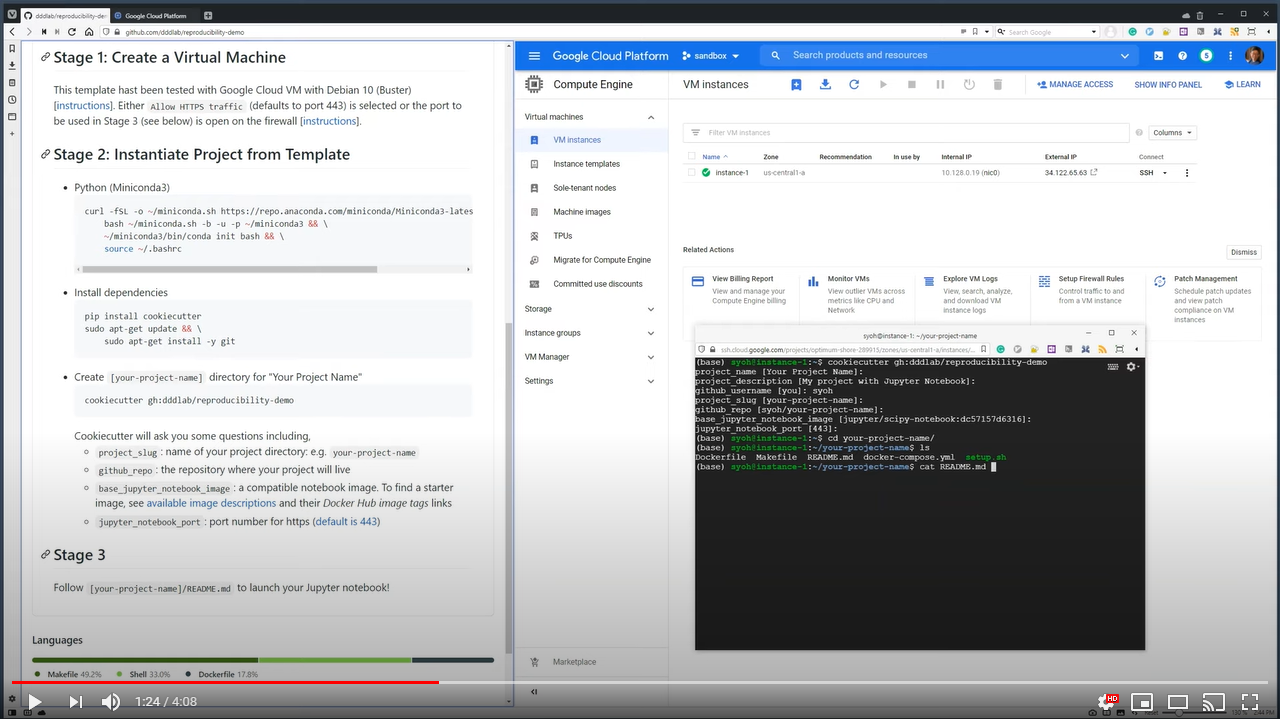 dddlab/reproducibility-dem
Google Cloud Platform
github.com/dddlab/reproducibility-demo
Search Google
Stage 1: Create a Virtual Machine
This template hast been tested with Google Cloud VM with Debian 10 (Buster)
[instructions]. Either Allow HTTPS traffic (defaults to port 443) is selected or the port to
be used in Stage 3 (see below) is open on the firewall [instructions].
Stage 2: Instantiate Project from Template
Python (Miniconda3)
curl -fSL -o ~/miniconda.sh https://repo.anaconda.com/miniconda/Miniconda3-lates
bash ~/miniconda.sh -b -u -p ~/miniconda3 && \
~/miniconda3/bin/conda init bash && \
source ~/.bashrc
Install dependencies
pip install cookiecutter
sudo apt-get update && \
sudo apt-get install -y git
Create [your-project_name] directory for "Your Project Name"
cookiecutter gh:dddlab/reproducibility-demo
Cookiecutter will ask you some questions including,
project_slug : name of your project directory: e.g. your-project-name
github_repo : the repository where your project will live
base_jupyter_notebook_image : a compatible notebook image. To find a starter
image, see available image descriptions and their Docker Hub image tags links
jupyter_notebook_port : port number for https (default is 443)
Stage 3
Follow [your-project-name]/README.md to launch your Jupyter notebook!
Languages
Makefile 49.2% Shell 33.0% Dockerfile 17.8%
Google Cloud Platform sandbox Search products and resources S
Compute Engine
Virtual machines
VM instances
Instance templates
Sole-tenant nodes
Machine images
TPUs
Migrate for Compute Engine
Committed use discounts
Storage
Instance groups
VM Manager
Settings
Marketplace
VM instances MANAGE ACCESS SHOW INFO PANEL LEARN
Filter VM instances Columns
Name Zone Recommendation In use by Internal IP External IP Connect
instance-1 us-central1-a 10.128.0.19 (nic0) 34.122.65.63 SSH
Related Actions Dismiss
View Billing Report
View and manage your
Compute Engine billing
Monitor VMs
View outlier VMs across
metrics like CPU and
Network
Explore VM Logs
View, search, analyze,
and download VM
instance logs
Setup Firewall Rules
Control traffic to and
from a VM instance
Patch Management
Schedule patch updates
and view patch
compliance on VM
instances
syoh@instance-1: ~/your-project-name
ssh.cloud.google.com/projects/optimum-shore-289915/zones/us-central1-a/instances/...
(base) syoh@instance-1:~$ cookiecutter gh:dddlab/reproducibility-demo
project_name [Your Project Name]:
project_description [My project with Jupyter Notebook]:
github_username [you]: syoh
project_slug [your-project-name]:
github_repo [syoh/your-project-name]:
base_jupyter_notebook_image [jupyter/scipy-notebook:dc57157d6316]:
jupyter_notebook_port [443]:
(base) syoh@instance-1:~$ cd your-project-name/
(base) syoh@instance-1:~/your-project-name$ ls
Dockerfile Makefile README.md docker-compose.yml setup.sh
(base) syoh@instance-1:~/your-project-name$ cat README.md
1:24 / 4:08
HD